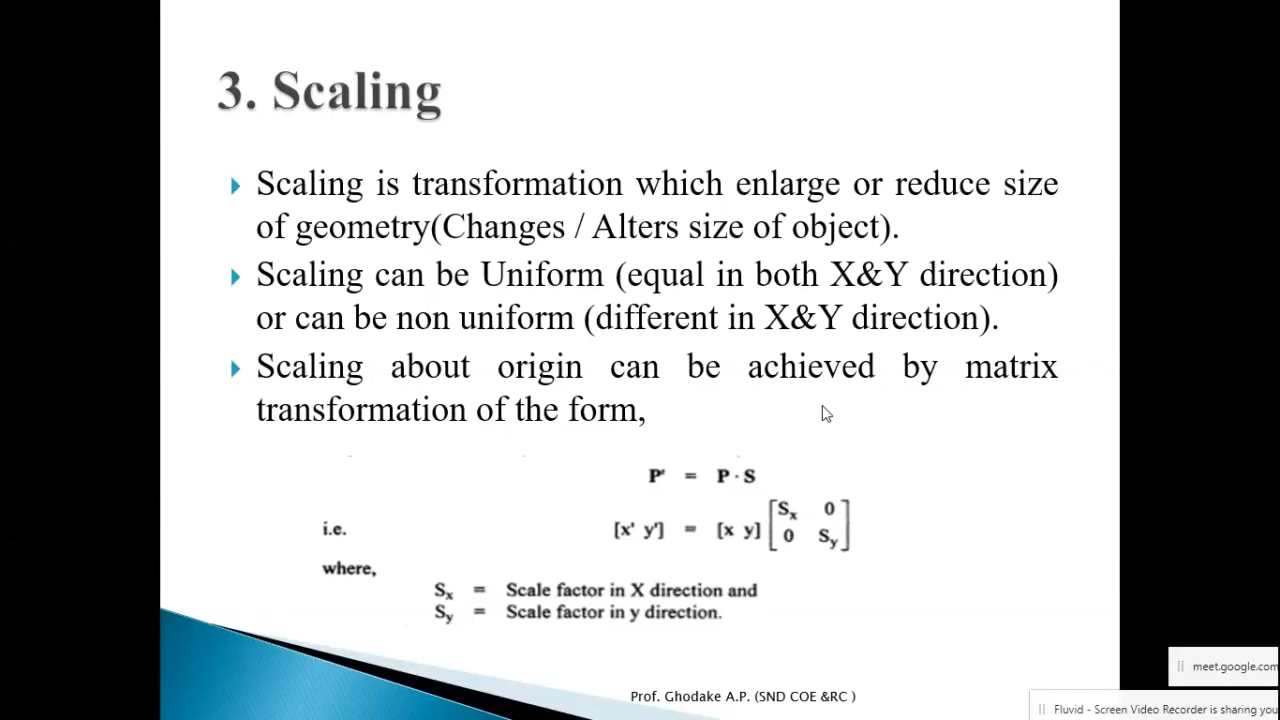 3. Scaling
Scaling is transformation which enlarge or reduce size
of geometry(Changes / Alters size of object).
Scaling can be Uniform (equal in both X&Y direction)
or can be non uniform (different in X&Y direction).
Scaling about origin can be achieved by matrix
transformation of the form,
P' = P · S
i.e. [x' y'] = [x y] [Sx 0
0 Sy]
where,
Sx = Scale factor in X direction and
Sy = Scale factor in y direction.
Prof. Ghodake A.P. (SND COE &RC )
meet.google.com
Fluvid - Screen Video Recorder is sharing you